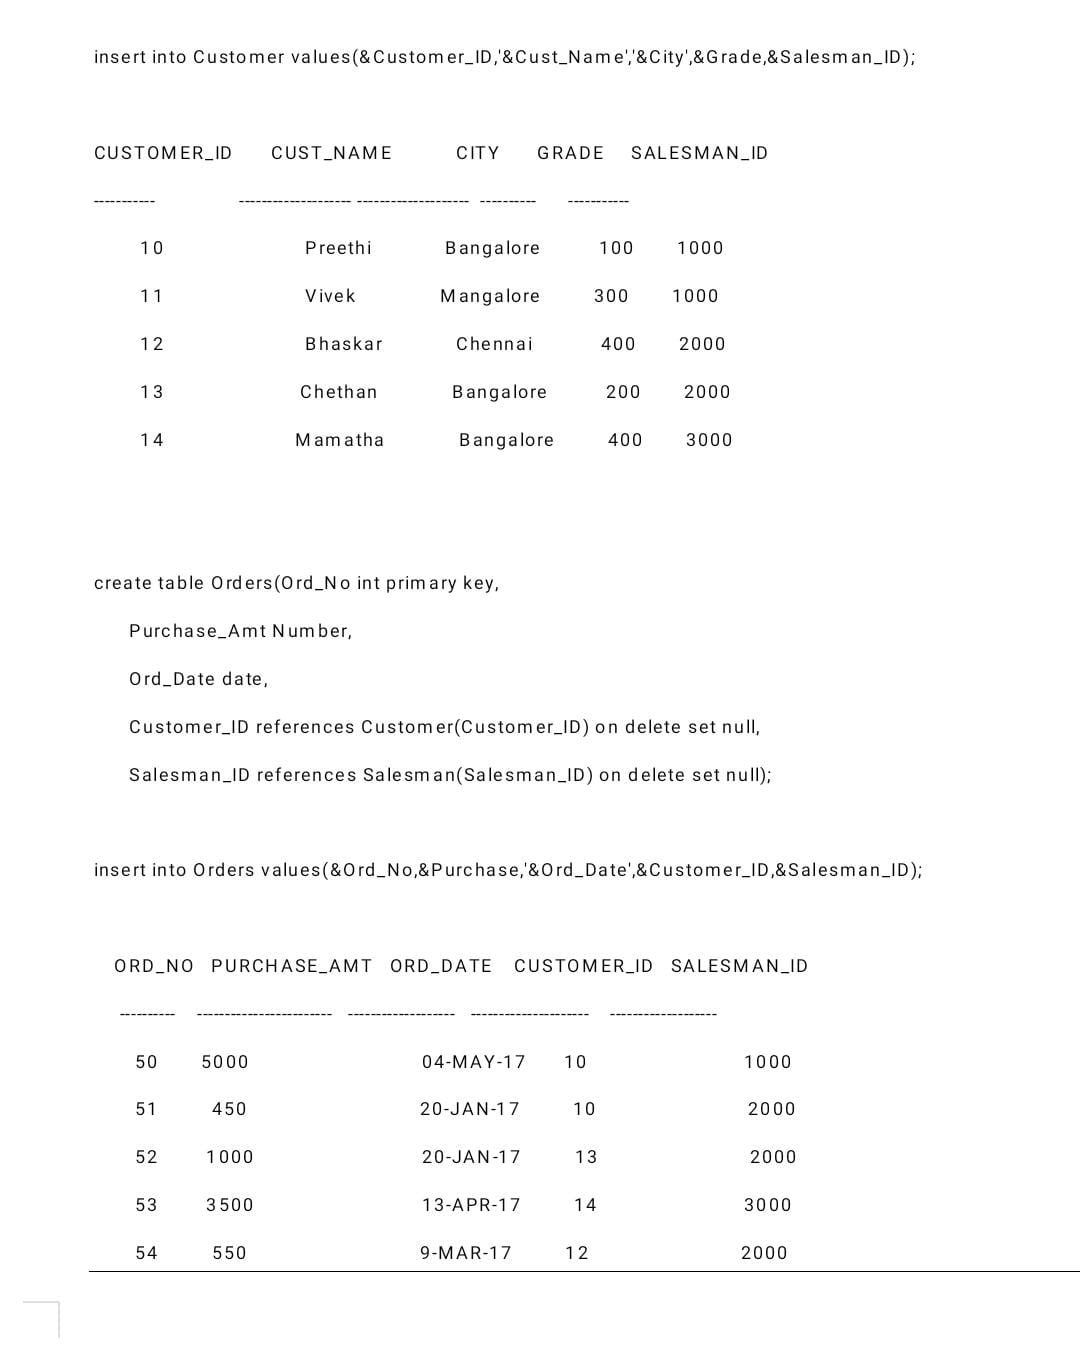 insert into Customer values(&Customer_ID,'&Cust_Name','&City',&Grade,&Salesman_ID);
CUSTOMER_ID CUST_NAME CITY GRADE SALESMAN_ID
----------- -------------------- -------------------- ---------- -----------
10 Preethi Bangalore 100 1000
11 Vivek Mangalore 300 1000
12 Bhaskar Chennai 400 2000
13 Chethan Bangalore 200 2000
14 Mamatha Bangalore 400 3000
create table Orders(Ord_No int primary key,
Purchase_Amt Number,
Ord_Date date,
Customer_ID references Customer(Customer_ID) on delete set null,
Salesman_ID references Salesman(Salesman_ID) on delete set null);
insert into Orders values(&Ord_No,&Purchase,'&Ord_Date',&Customer_ID,&Salesman_ID);
ORD_NO PURCHASE_AMT ORD_DATE CUSTOMER_ID SALESMAN_ID
---------- ------------------------ ------------------- --------------------- -------------------
50 5000 04-MAY-17 10 1000
51 450 20-JAN-17 10 2000
52 1000 20-JAN-17 13 2000
53 3500 13-APR-17 14 3000
54 550 9-MAR-17 12 2000